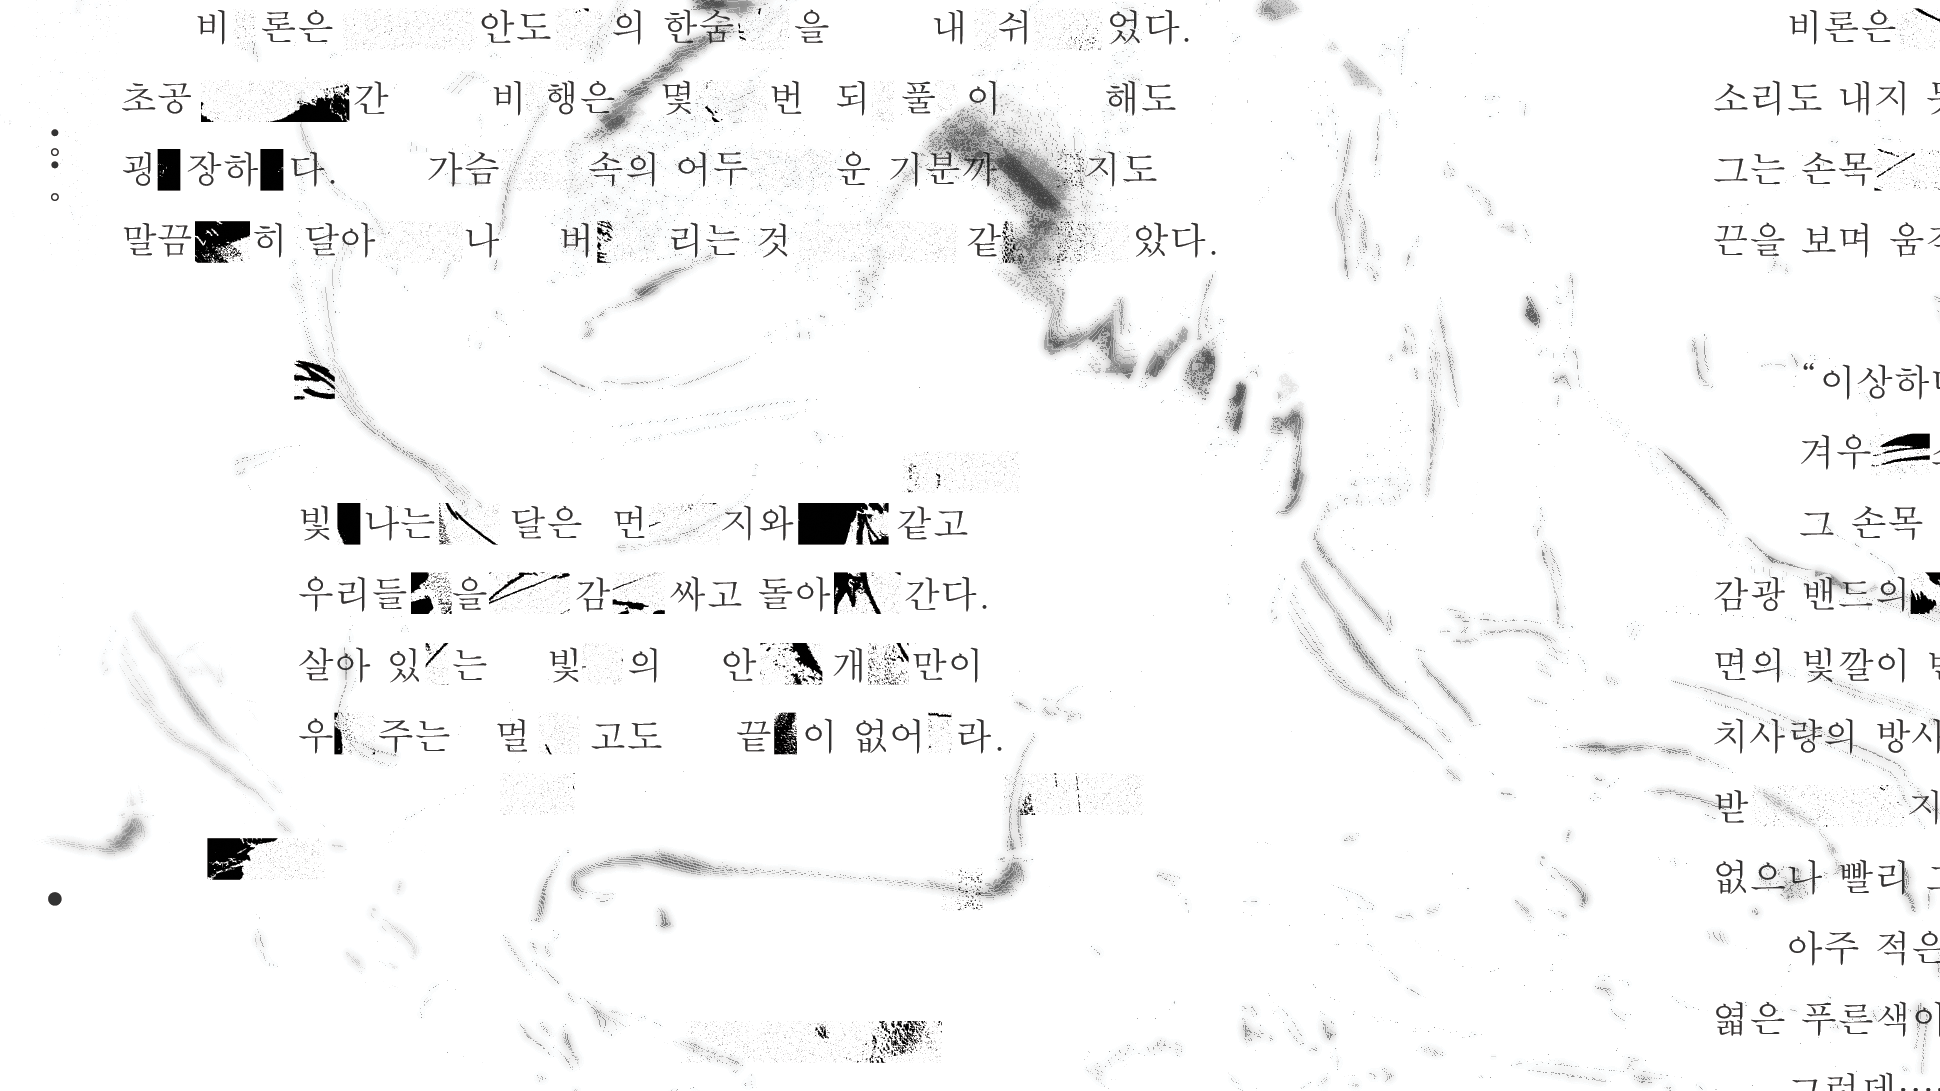 비 론은 안도 의 한숨 을 내 쉬 었다.
초공 간 비 행은 몇 번 되 풀 이 해도
굉 장하 다. 가슴 속의 어두 운 기분까 지도
말끔 히 달아 나 버 리는 것 같 았다.
빛 나는 달은 먼 지와 같고
우리들 을 감 싸고 돌아 간다.
살아 있 는 빛 의 안 개 만이
우 주는 멀 고도 끝 이 없어 라.
비론은
소리도 내지
그는 손목
끈을 보며
“이상하
겨우
그 손목
감광 밴드의
면의 빛깔이
치사량의 방사
받 지
없으나 빨리
아주 적은
엷은 푸른색이
그런데